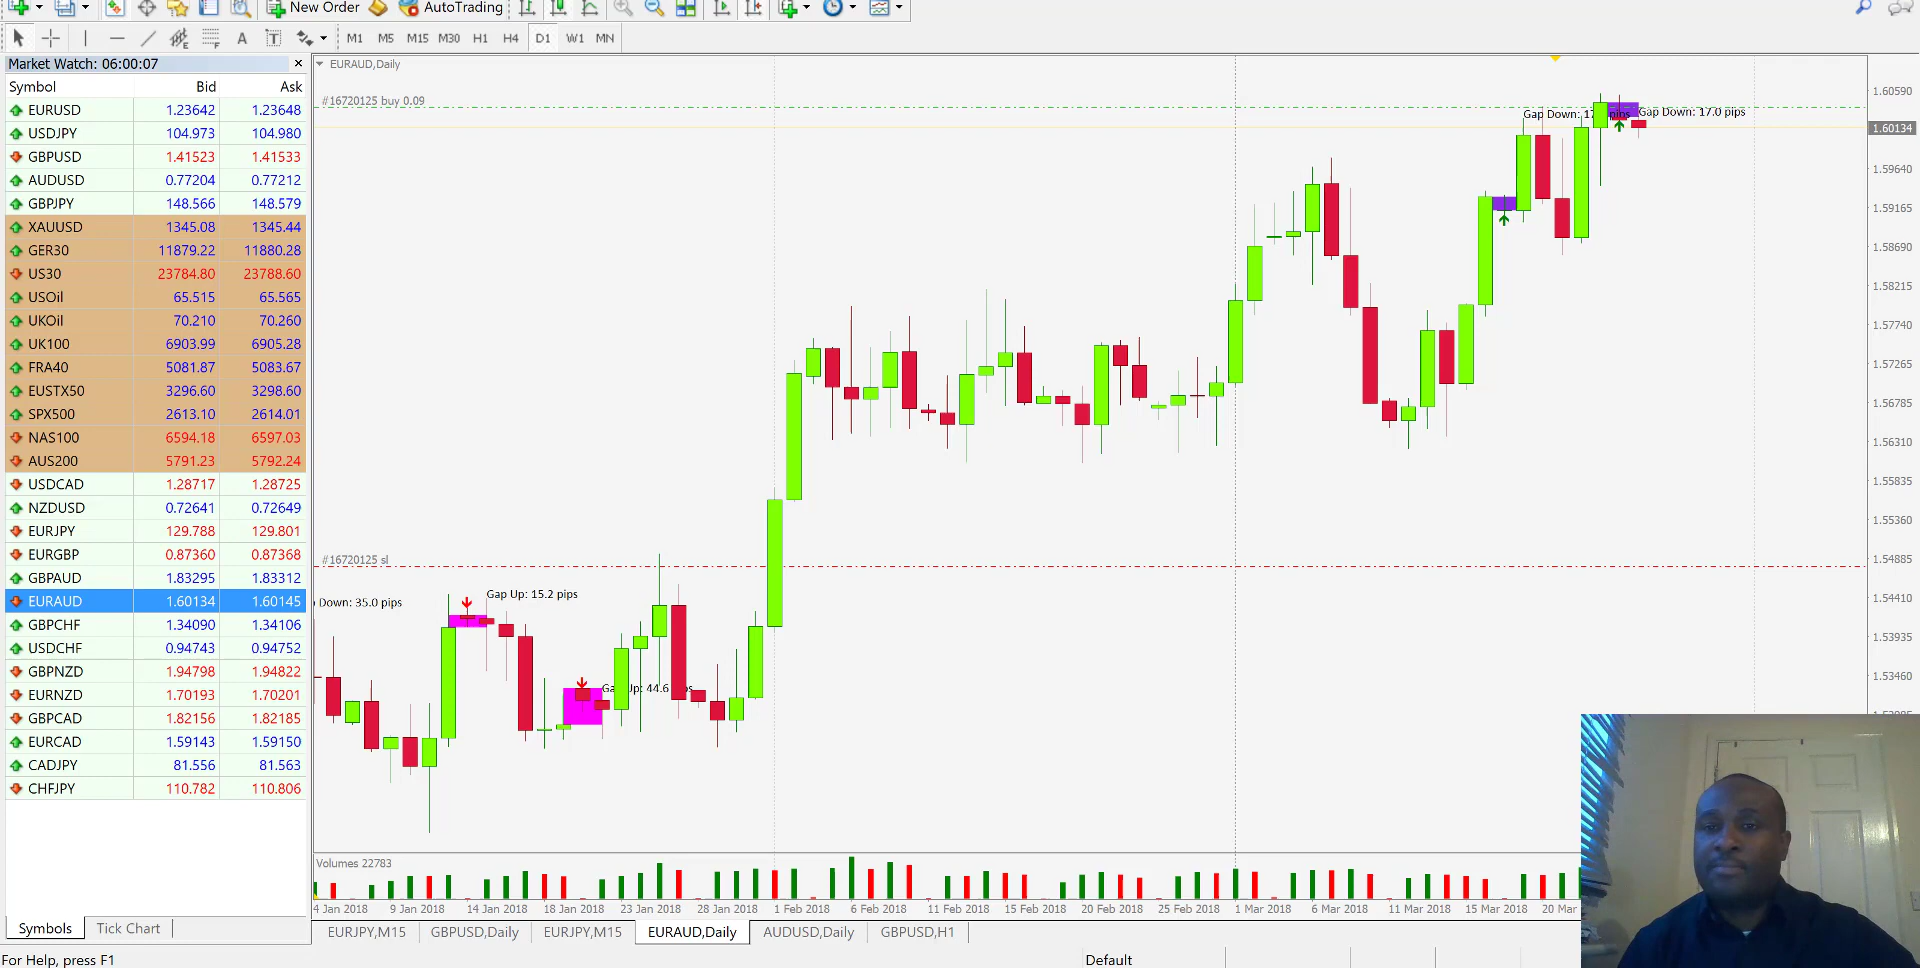 New Order
AutoTrading
A T M1 M5 M15 M30 H1 H4 D1 W1 MN
Market Watch: 06:00:07
Symbol Bid Ask
EURUSD 1.23642 1.23648
USDJPY 104.973 104.980
GBPUSD 1.41523 1.41533
AUDUSD 0.77204 0.77212
GBPJPY 148.566 148.579
XAUUSD 1345.08 1345.44
GER30 11879.22 11880.28
US30 23784.80 23788.60
USOil 65.515 65.565
UKOil 70.210 70.260
UK100 6903.99 6905.28
FRA40 5081.87 5083.67
EUSTX50 3296.60 3298.60
SPX500 2613.10 2614.01
NAS100 6594.18 6597.03
AUS200 5791.23 5792.24
USDCAD 1.28717 1.28725
NZDUSD 0.72641 0.72649
EURJPY 129.788 129.801
EURGBP 0.87360 0.87368
GBPAUD 1.83295 1.83312
EURAUD 1.60134 1.60145
GBPCHF 1.34090 1.34106
USDCHF 0.94743 0.94752
GBPNZD 1.94798 1.94822
EURNZD 1.70193 1.70201
GBPCAD 1.82156 1.82185
EURCAD 1.59143 1.59150
CADJPY 81.556 81.563
CHFJPY 110.782 110.806
Symbols Tick Chart
EURAUD,Daily
#16720125 buy 0.09
Gap Down: 17.0 pips
#16720125 sl
Down: 35.0 pips
Gap Up: 15.2 pips
Up: 44.6
1.60590
1.60134
1.59640
1.59165
1.58690
1.58215
1.57740
1.57265
1.56785
1.56310
1.55835
1.55360
1.54885
1.54410
1.53935
1.53460
Volumes 22783
4 Jan 2018 9 Jan 2018 14 Jan 2018 18 Jan 2018 23 Jan 2018 28 Jan 2018 1 Feb 2018 6 Feb 2018 11 Feb 2018 15 Feb 2018 20 Feb 2018 25 Feb 2018 1 Mar 2018 6 Mar 2018 11 Mar 2018 15 Mar 2018 20 Mar
EURJPY,M15 GBPUSD,Daily EURJPY,M15 EURAUD,Daily AUDUSD,Daily GBPUSD,H1
For Help, press F1
Default